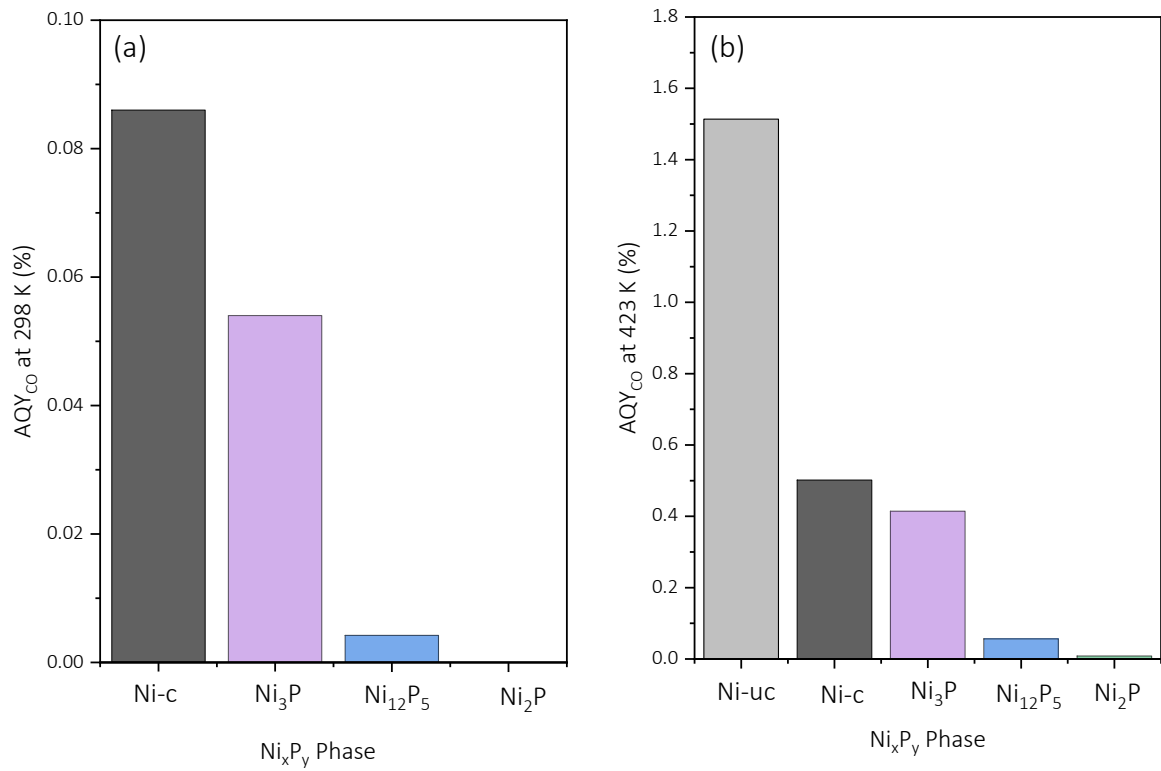 (a)
0.10
0.08
0.06
0.04
0.02
0.00
AQY_CO at 298 K (%)
Ni-c Ni₃P Ni₁₂P₅ Ni₂P
NiₓPᵧ Phase
(b)
1.8
1.6
1.4
1.2
1.0
0.8
0.6
0.4
0.2
0.0
AQY_CO at 423 K (%)
Ni-uc Ni-c Ni₃P Ni₁₂P₅ Ni₂P
NiₓPᵧ Phase